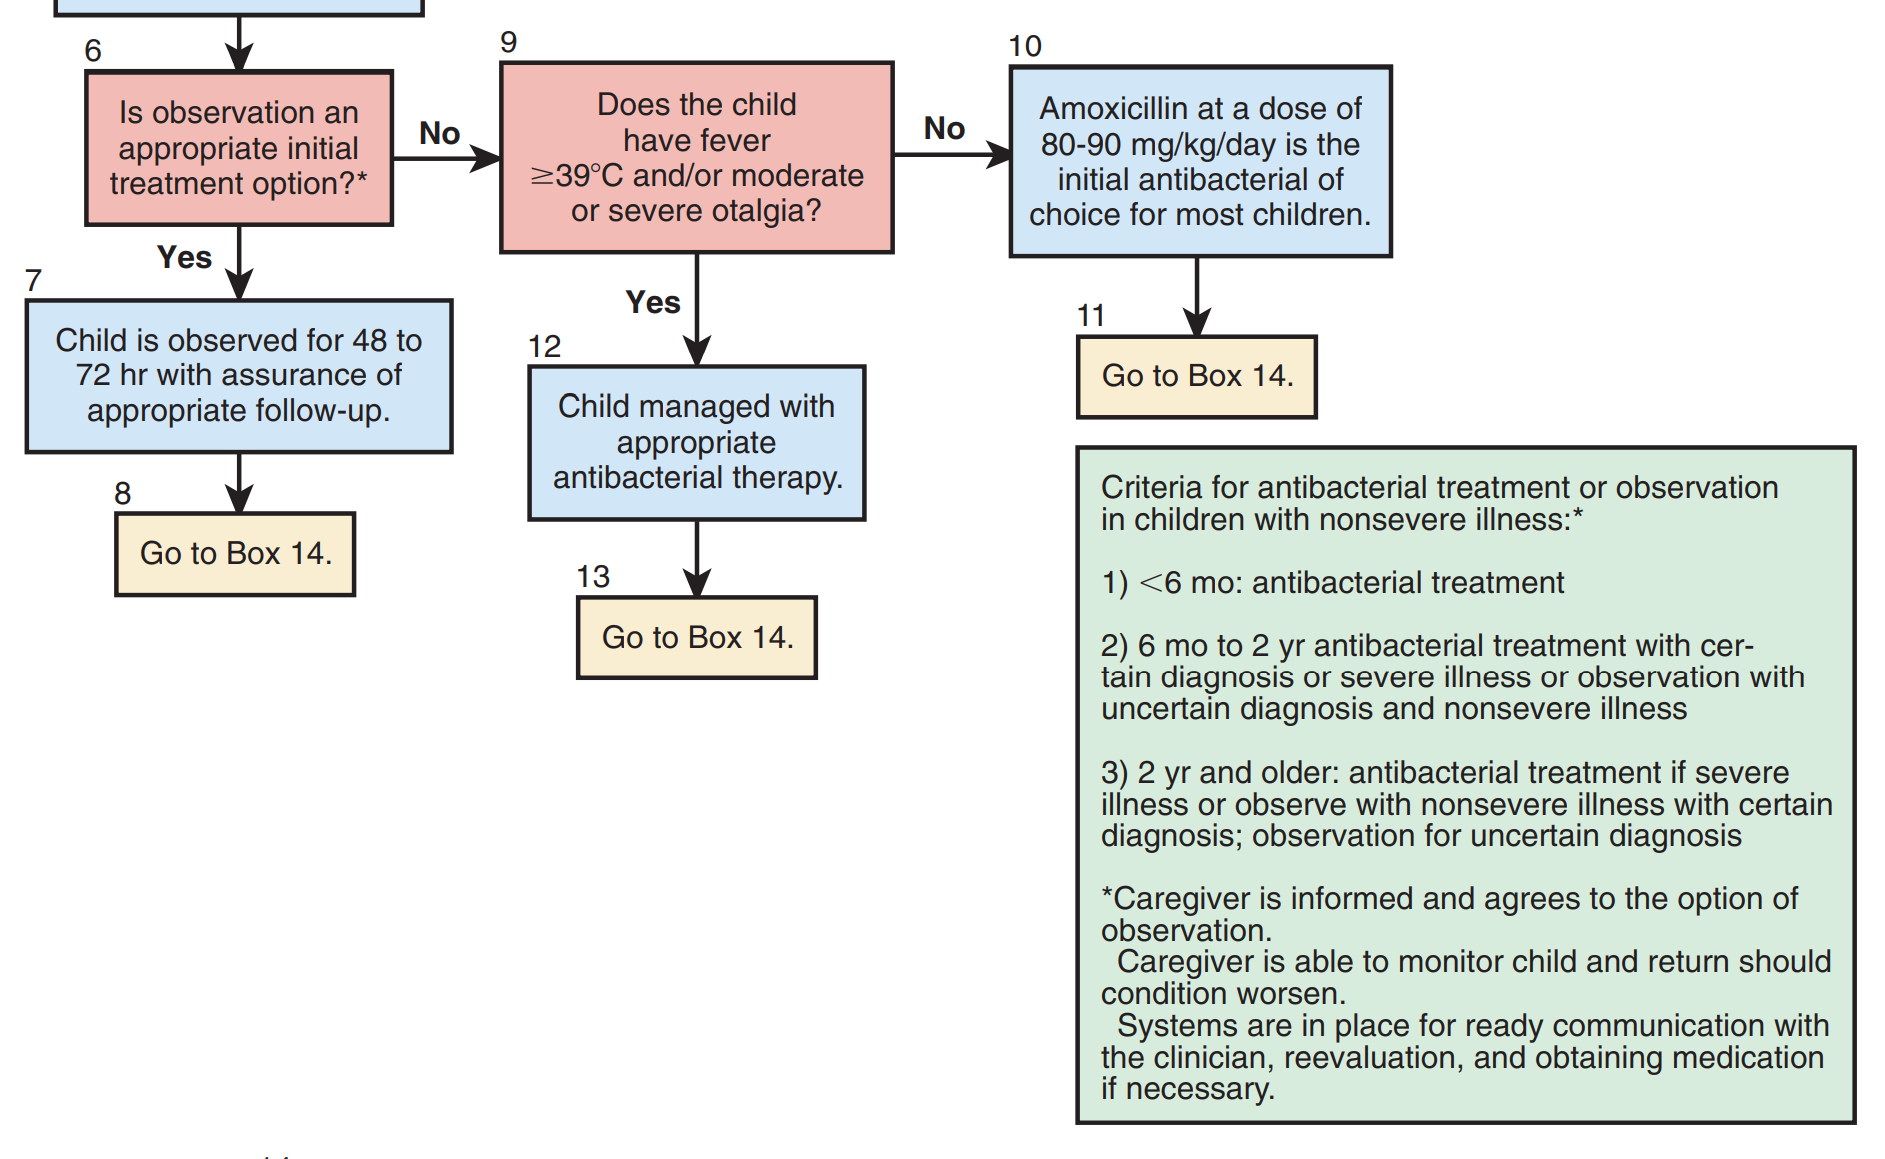 6
Is observation an
appropriate initial
treatment option?*
No
Yes
7
Child is observed for 48 to
72 hr with assurance of
appropriate follow-up.
8
Go to Box 14.
9
Does the child
have fever
≥39°C and/or moderate
or severe otalgia?
No
Yes
10
Amoxicillin at a dose of
80-90 mg/kg/day is the
initial antibacterial of
choice for most children.
11
Go to Box 14.
12
Child managed with
appropriate
antibacterial therapy.
13
Go to Box 14.
Criteria for antibacterial treatment or observation
in children with nonsevere illness:*
1) <6 mo: antibacterial treatment
2) 6 mo to 2 yr antibacterial treatment with cer-
tain diagnosis or severe illness or observation with
uncertain diagnosis and nonsevere illness
3) 2 yr and older: antibacterial treatment if severe
illness or observe with nonsevere illness with certain
diagnosis; observation for uncertain diagnosis
*Caregiver is informed and agrees to the option of
observation.
Caregiver is able to monitor child and return should
condition worsen.
Systems are in place for ready communication with
the clinician, reevaluation, and obtaining medication
if necessary.